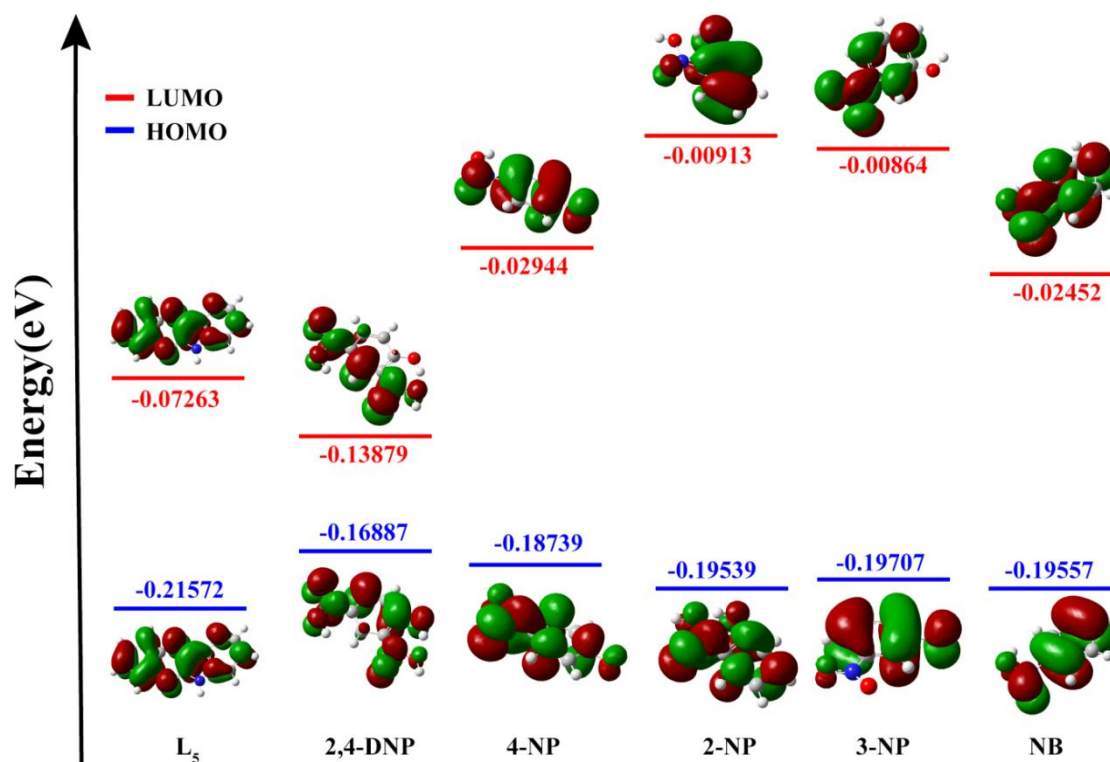 Energy(eV)
LUMO
HOMO
-0.07263
-0.13879
-0.02944
-0.00913
-0.00864
-0.02452
-0.21572
-0.16887
-0.18739
-0.19539
-0.19707
-0.19557
L₅
2,4-DNP
4-NP
2-NP
3-NP
NB